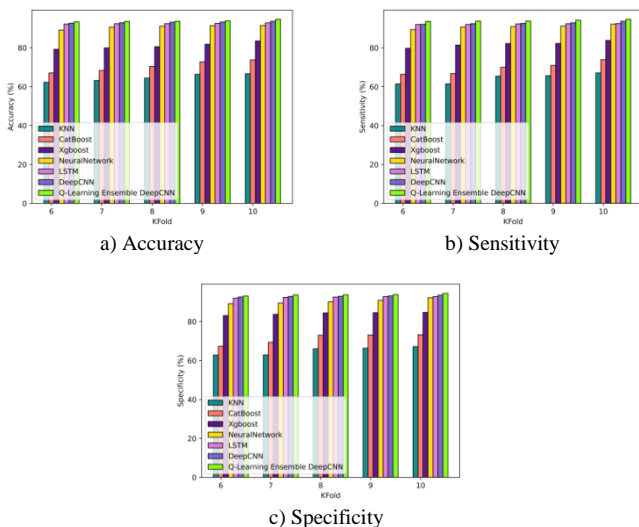 Accuracy (%)
80
60
40
20
0
KNN
CatBoost
Xgboost
NeuralNetwork
LSTM
DeepCNN
Q-Learning Ensemble DeepCNN
6 7 8 9 10
KFold
a) Accuracy
Sensitivity (%)
80
60
40
20
0
KNN
CatBoost
Xgboost
NeuralNetwork
LSTM
DeepCNN
Q-Learning Ensemble DeepCNN
6 7 8 9 10
KFold
b) Sensitivity
Specificity (%)
80
60
40
20
0
KNN
CatBoost
Xgboost
NeuralNetwork
LSTM
DeepCNN
Q-Learning Ensemble DeepCNN
6 7 8 9 10
KFold
c) Specificity